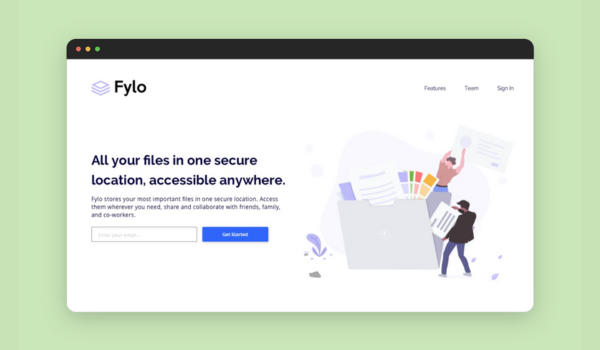 Fylo
Features Team Sign In
All your files in one secure
location, accessible anywhere.
Fylo stores your most important files in one secure location. Access
them wherever you need, share and collaborate with friends, family,
and co-workers.
Enter your email...
Get Started